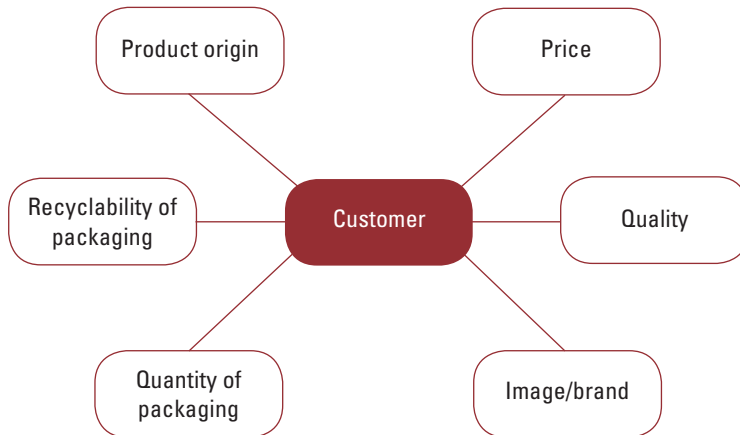 Product origin
Price
Recyclability of
packaging
Customer
Quality
Quantity of
packaging
Image/brand